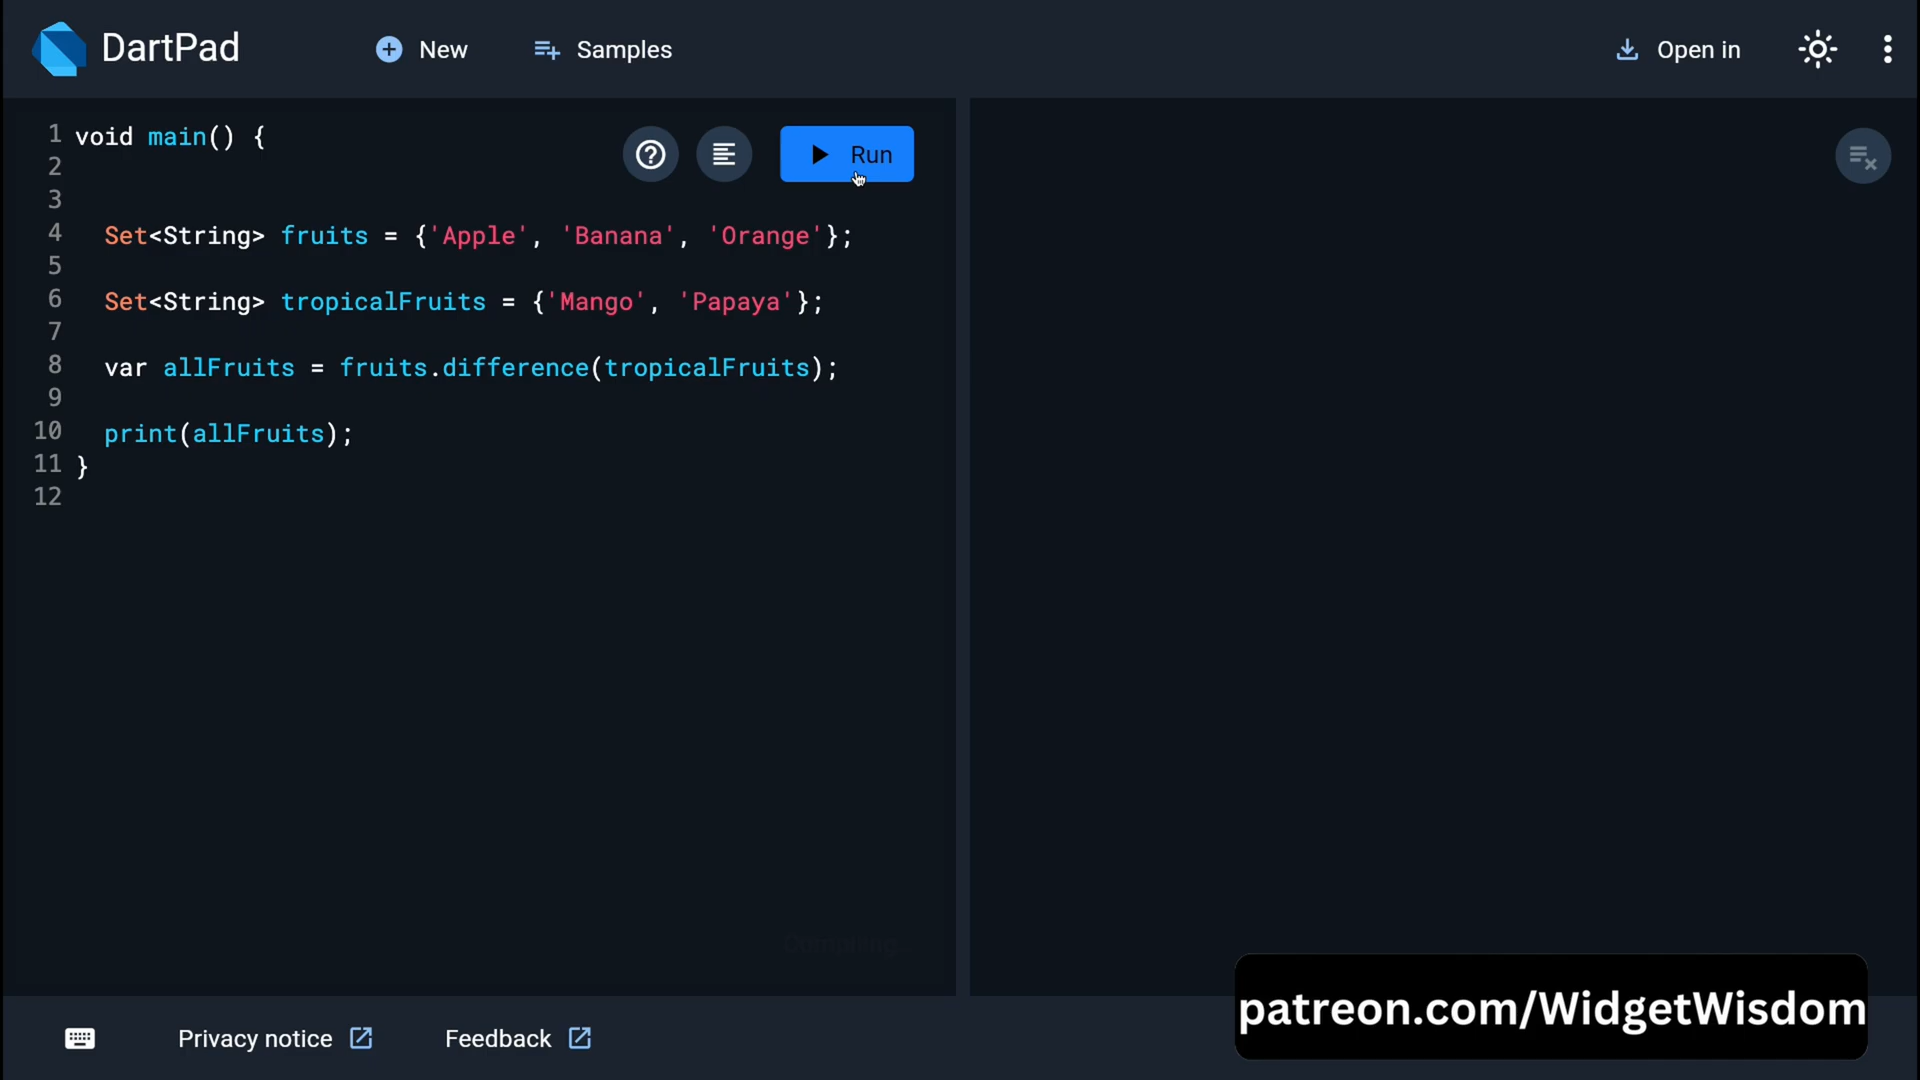 DartPad
New
Samples
Open in
Run
1 void main() {
2
3
4 Set<String> fruits = {'Apple', 'Banana', 'Orange'};
5
6 Set<String> tropicalFruits = {'Mango', 'Papaya'};
7
8 var allFruits = fruits.difference(tropicalFruits);
9
10 print(allFruits);
11 }
12
Privacy notice
Feedback
patreon.com/WidgetWisdom